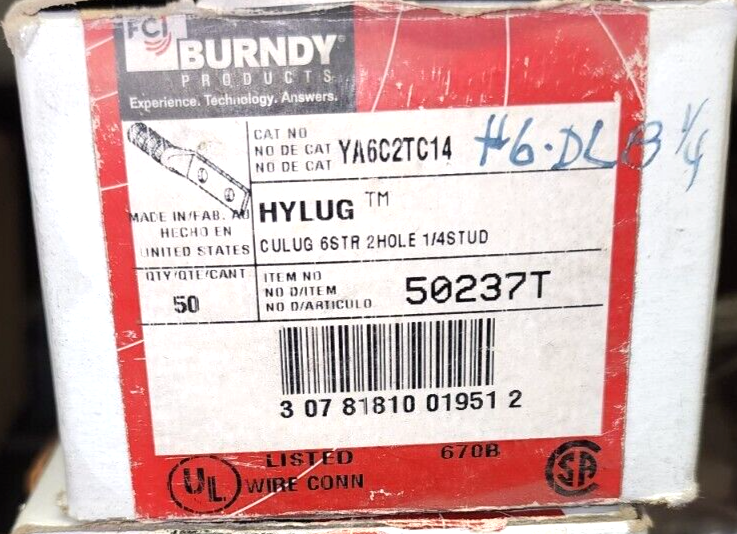 FCI
BURNDY®
PRODUCTS
Experience. Technology. Answers.
CAT NO
NO DE CAT
NO DE CAT
YA6C2TC14
#6-DLB 1/4
MADE IN/FAB. AU
HECHO EN
UNITED STATES
HYLUG ™
CULUG 6STR 2HOLE 1/4STUD
QTY/QTE/CANT
50
ITEM NO
NO D/ITEM
NO D/ARTICULO
50237T
3 07 81810 01951 2
UL
LISTED
WIRE CONN
670B
SA